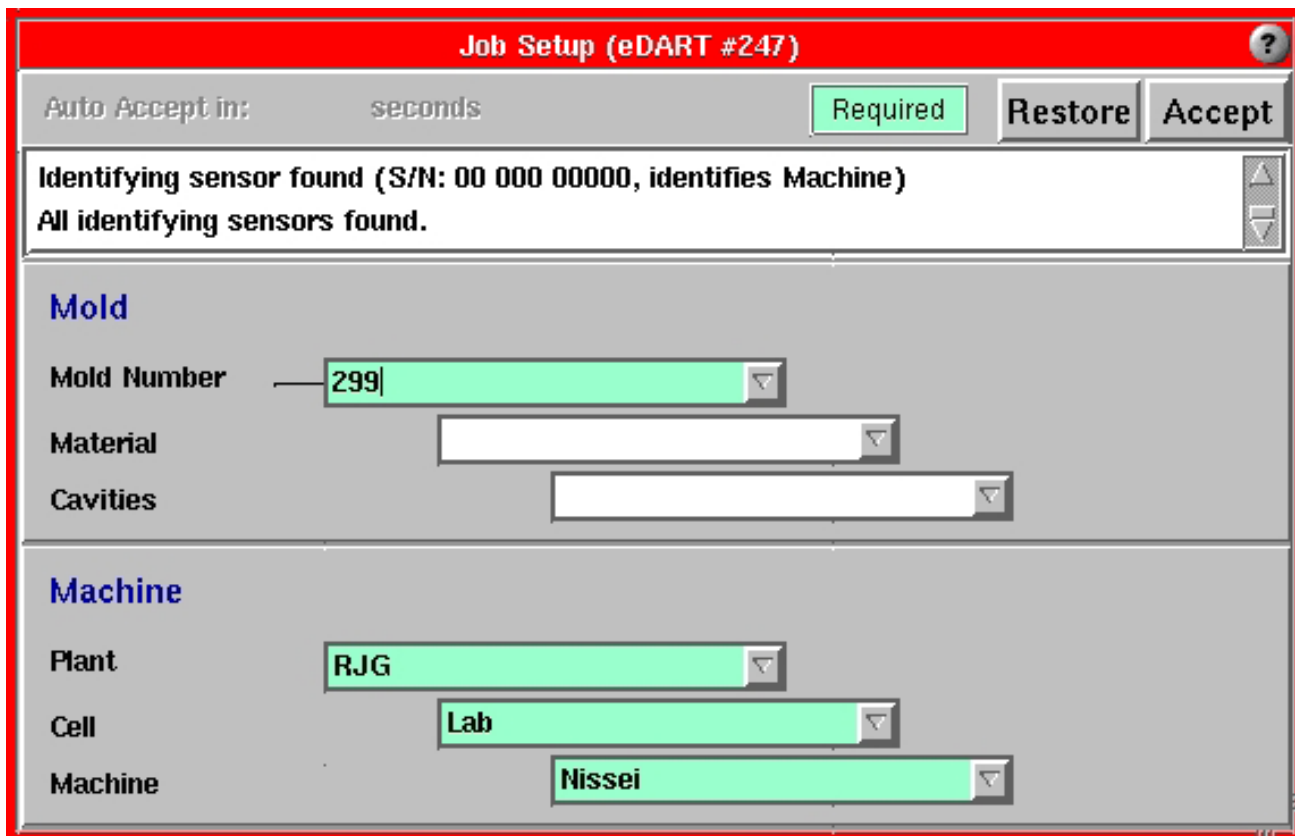 Job Setup (eDART #247)
?
Auto Accept in: seconds
Required
Restore
Accept
Identifying sensor found (S/N: 00 000 00000, identifies Machine)
All identifying sensors found.
Mold
Mold Number 299
Material
Cavities
Machine
Plant RJG
Cell Lab
Machine Nissei